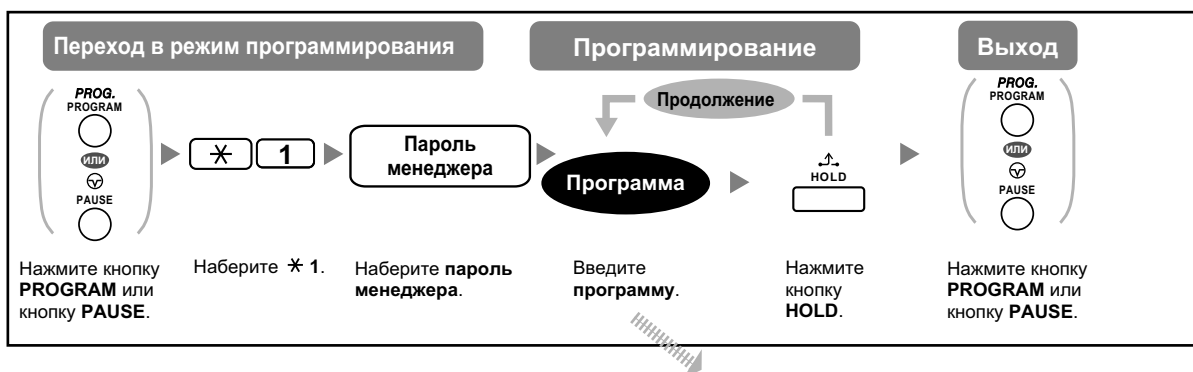 Переход в режим программирования
Программирование
Выход
PROG.
PROGRAM
ИЛИ
PAUSE
1
Пароль
менеджера
Продолжение
Программа
HOLD
PROG.
PROGRAM
ИЛИ
PAUSE
Нажмите кнопку
PROGRAM или
кнопку PAUSE.
Наберите ✳ 1.
Наберите пароль
менеджера.
Введите
программу.
Нажмите
кнопку
HOLD.
Нажмите кнопку
PROGRAM или
кнопку PAUSE.